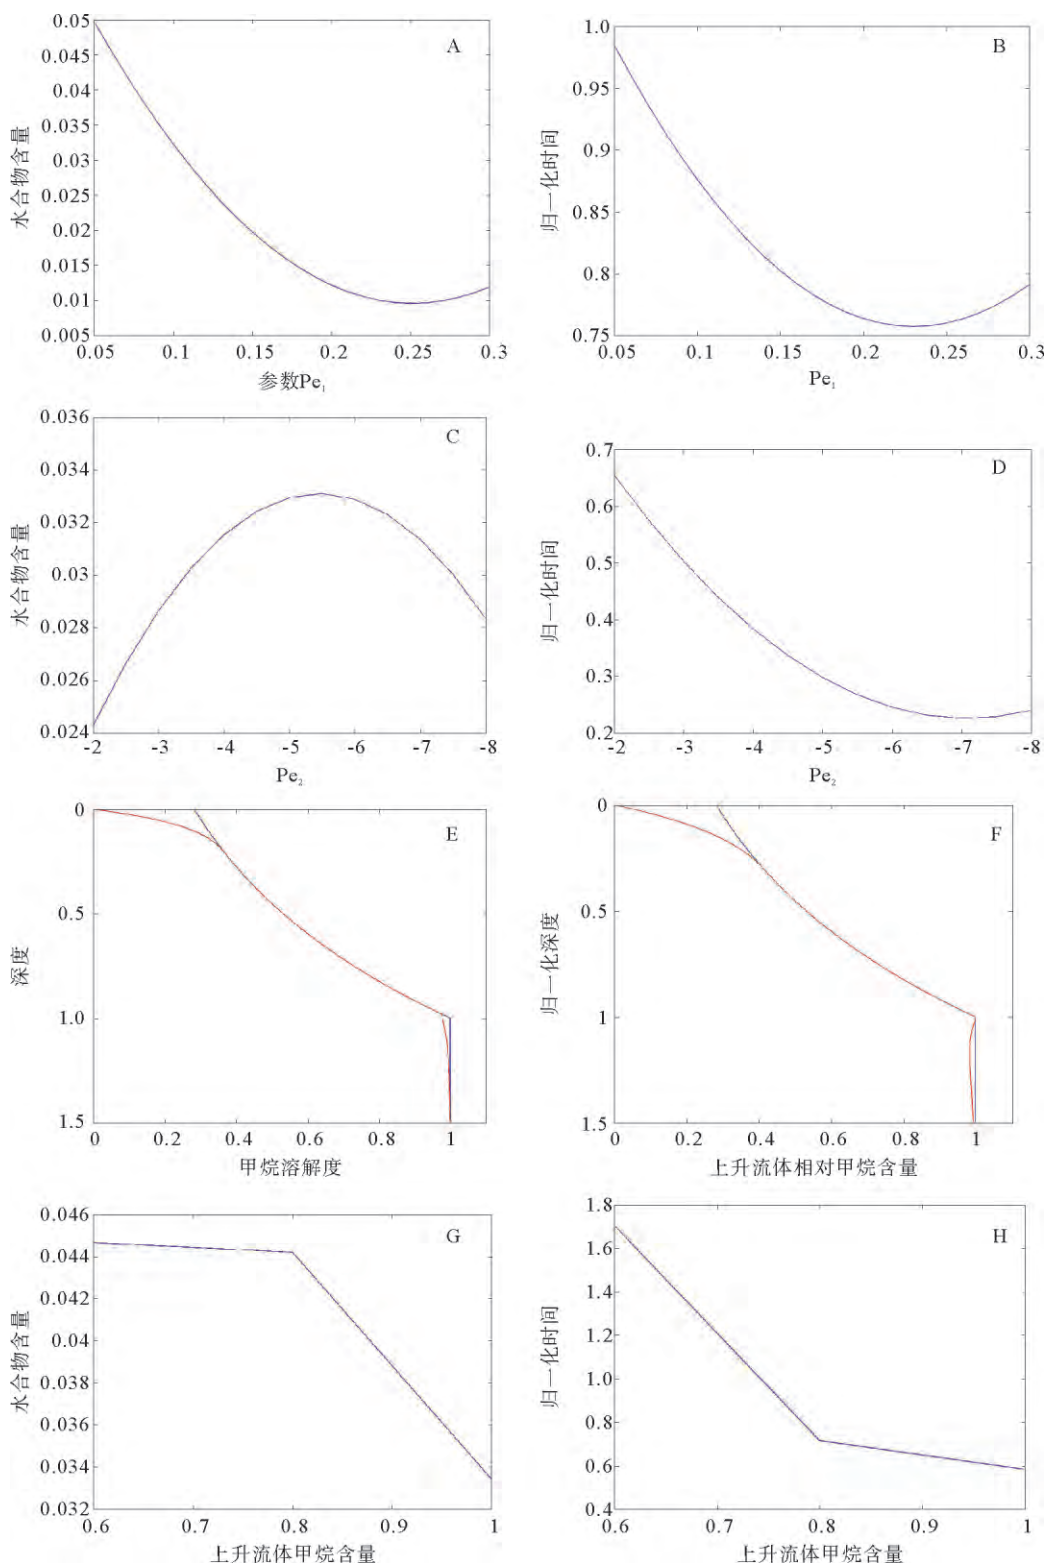 A
水合物含量
0.05
0.045
0.04
0.035
0.03
0.025
0.02
0.015
0.01
0.005
0.05 0.1 0.15 0.2 0.25 0.3
参数Pe₁
B
归一化时间
1.0
0.95
0.9
0.85
0.8
0.75
0.05 0.1 0.15 0.2 0.25 0.3
Pe₁
C
水合物含量
0.036
0.034
0.032
0.03
0.028
0.026
0.024
-2 -3 -4 -5 -6 -7 -8
Pe₂
D
归一化时间
0.7
0.6
0.5
0.4
0.3
0.2
-2 -3 -4 -5 -6 -7 -8
Pe₂
E
深度
0
0.5
1.0
1.5
0 0.2 0.4 0.6 0.8 1
甲烷溶解度
F
归一化深度
0
0.5
1
1.5
0 0.2 0.4 0.6 0.8 1
上升流体相对甲烷含量
G
水合物含量
0.046
0.044
0.042
0.04
0.038
0.036
0.034
0.032
0.6 0.7 0.8 0.9 1
上升流体甲烷含量
H
归一化时间
1.8
1.6
1.4
1.2
1.0
0.8
0.6
0.4
0.6 0.7 0.8 0.9 1
上升流体甲烷含量